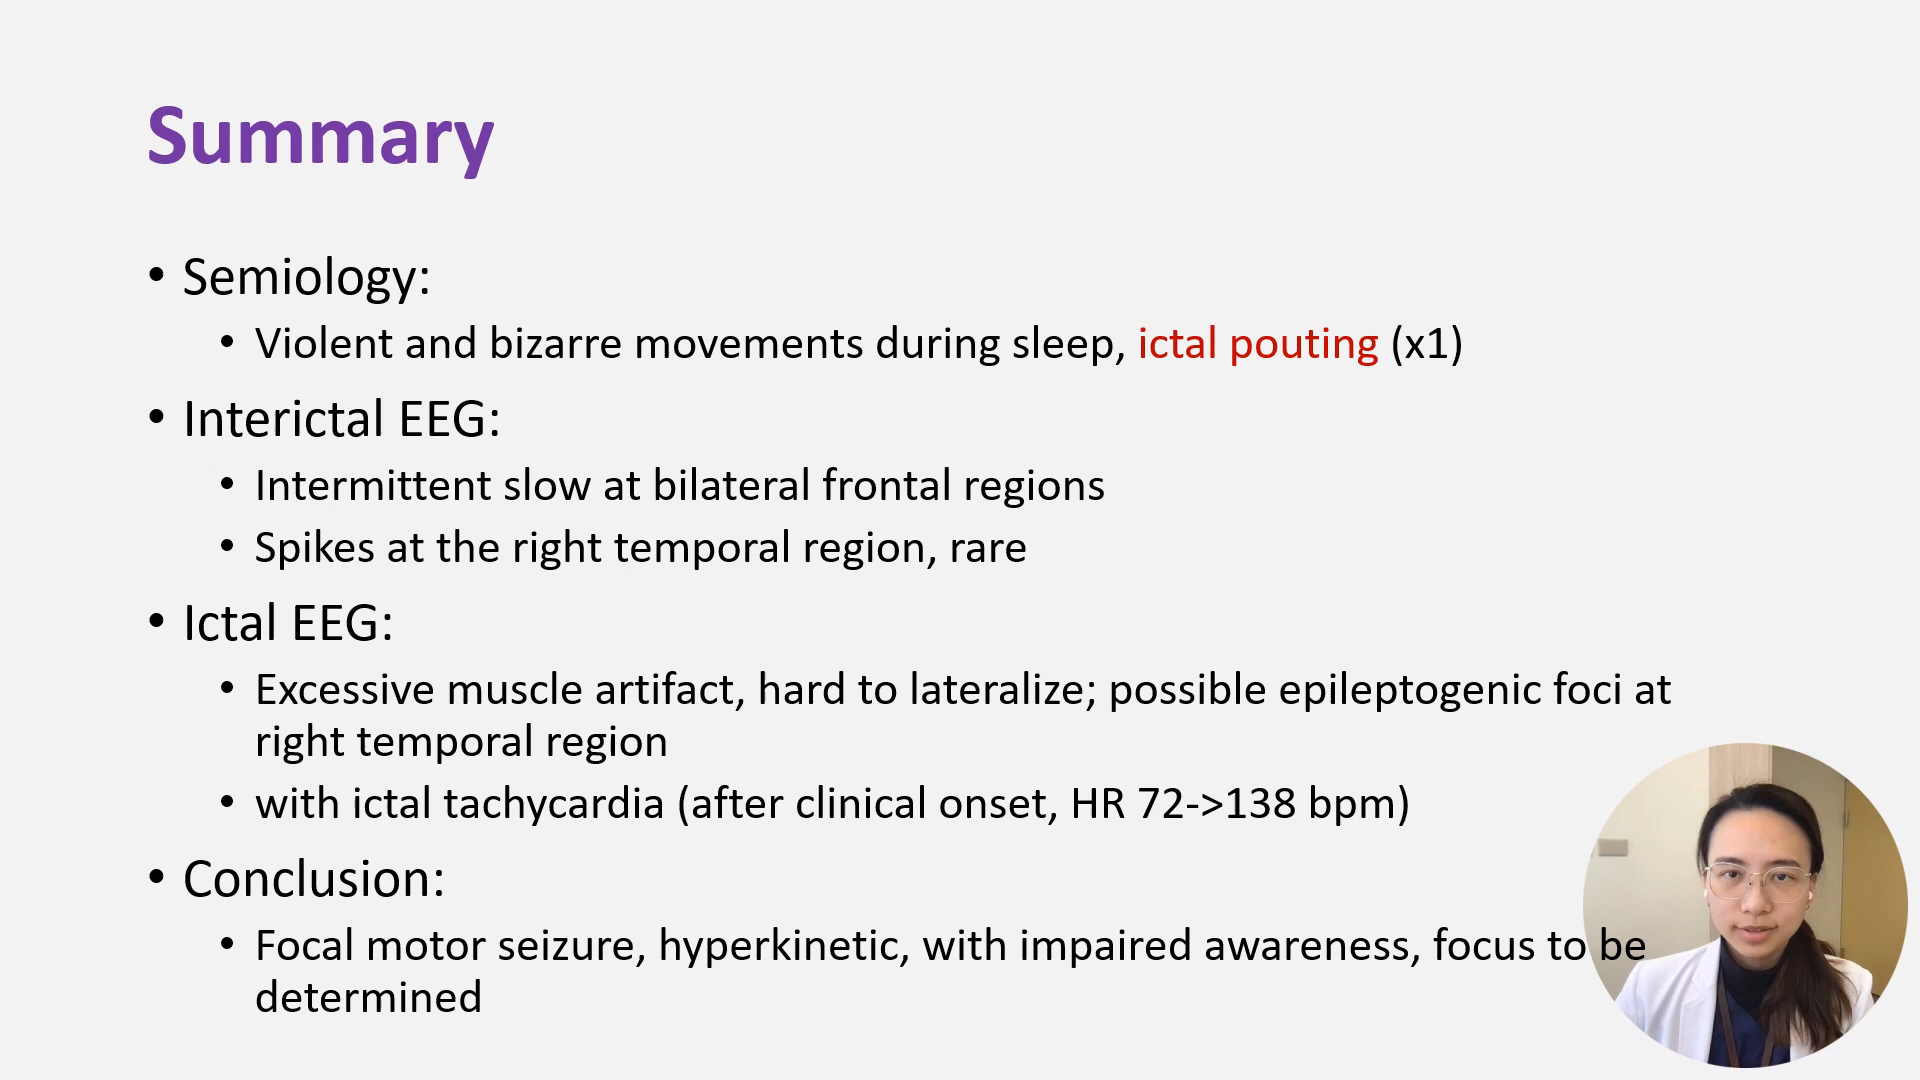 Summary
• Semiology:
• Violent and bizarre movements during sleep, ictal pouting (x1)
• Interictal EEG:
• Intermittent slow at bilateral frontal regions
• Spikes at the right temporal region, rare
• Ictal EEG:
• Excessive muscle artifact, hard to lateralize; possible epileptogenic foci at
right temporal region
• with ictal tachycardia (after clinical onset, HR 72->138 bpm)
• Conclusion:
• Focal motor seizure, hyperkinetic, with impaired awareness, focus to be
determined